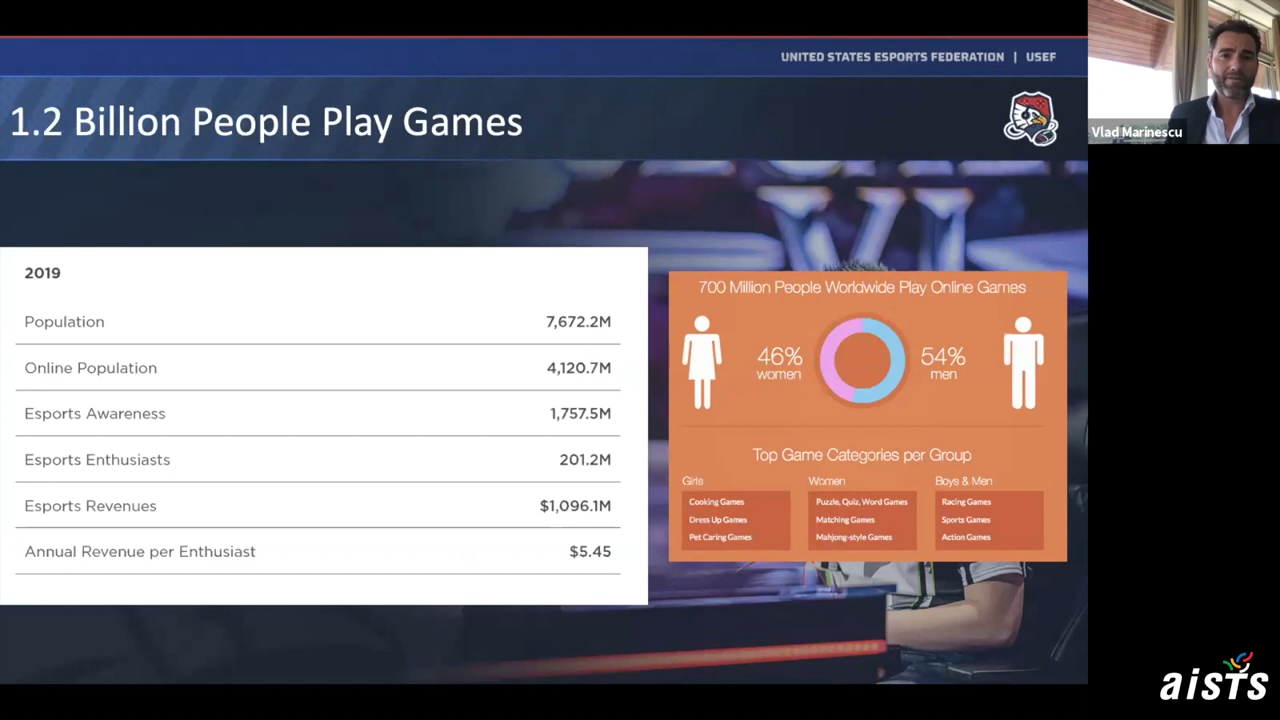 UNITED STATES ESPORTS FEDERATION | USEF
1.2 Billion People Play Games
Vlad Marinescu
2019
Population 7,672.2M
Online Population 4,120.7M
Esports Awareness 1,757.5M
Esports Enthusiasts 201.2M
Esports Revenues $1,096.1M
Annual Revenue per Enthusiast $5.45
700 Million People Worldwide Play Online Games
46% 54%
women men
Top Game Categories per Group
Girls Women Boys & Men
Cooking Games Puzzle, Quiz, Word Games Racing Games
Dress Up Games Matching Games Sports Games
Pet Caring Games Mahjong-style Games Action Games
aisTs